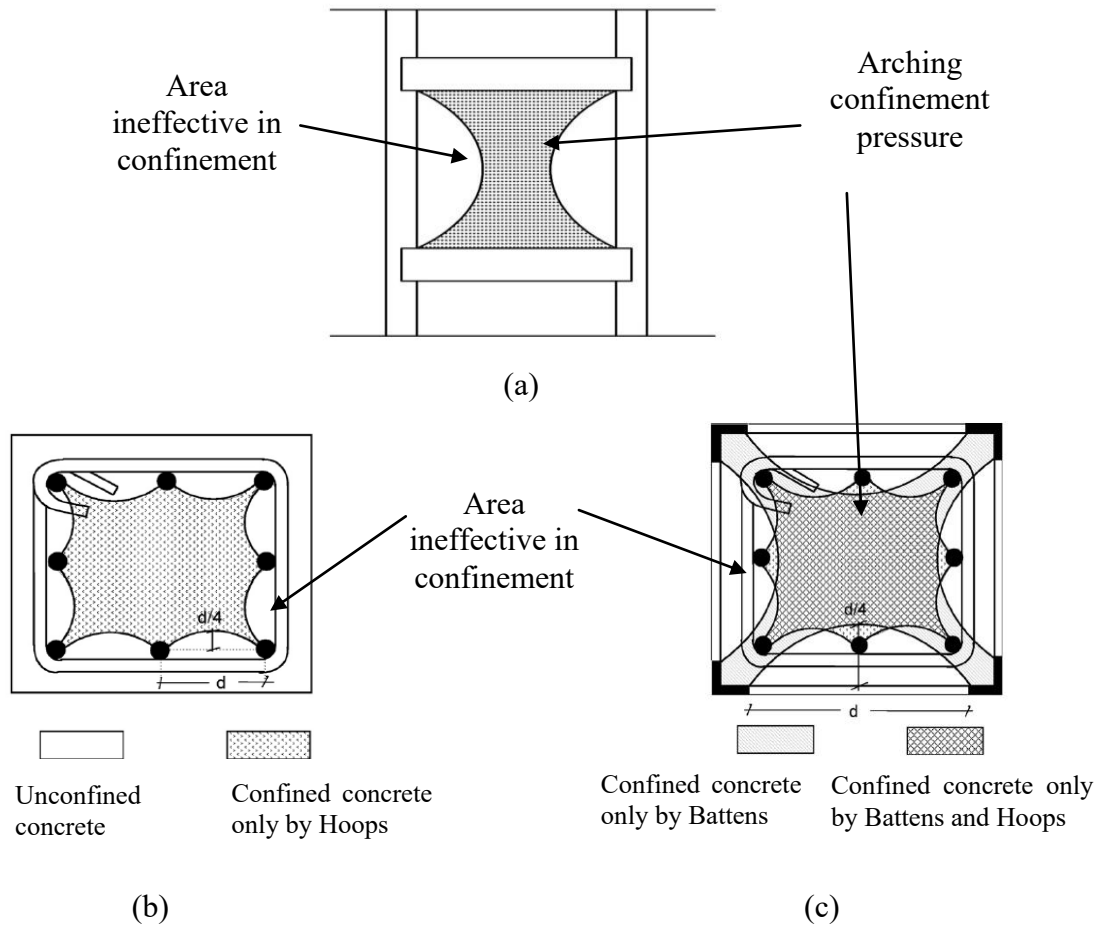 Area
ineffective in
confinement
Arching
confinement
pressure
(a)
Area
ineffective in
confinement
d/4
d
d/4
d
Unconfined
concrete
Confined concrete
only by Hoops
Confined concrete
only by Battens
Confined concrete only
by Battens and Hoops
(b)
(c)